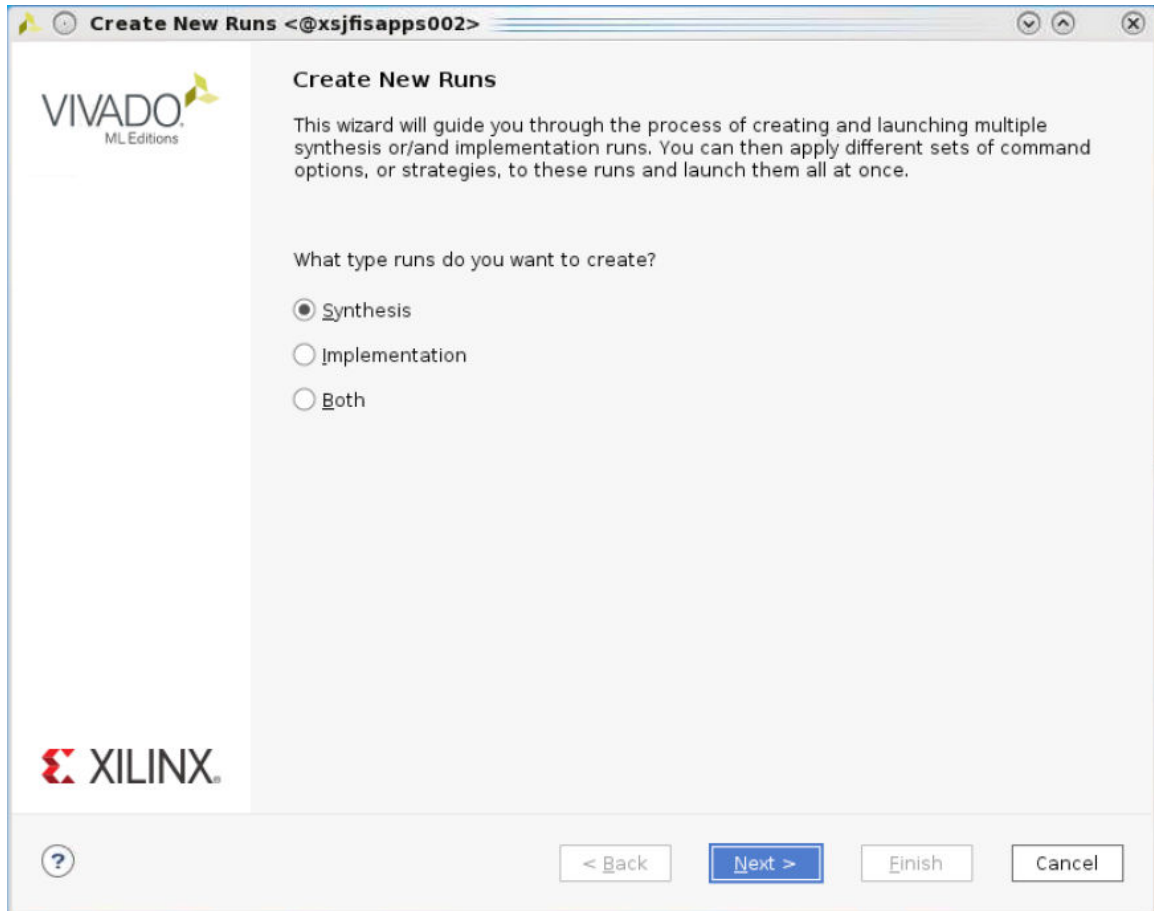 Create New Runs <@xsjfisapps002>
VIVADO.
ML Editions
Create New Runs
This wizard will guide you through the process of creating and launching multiple
synthesis or/and implementation runs. You can then apply different sets of command
options, or strategies, to these runs and launch them all at once.
What type runs do you want to create?
Synthesis
Implementation
Both
XILINX.
?
< Back
Next >
Finish
Cancel